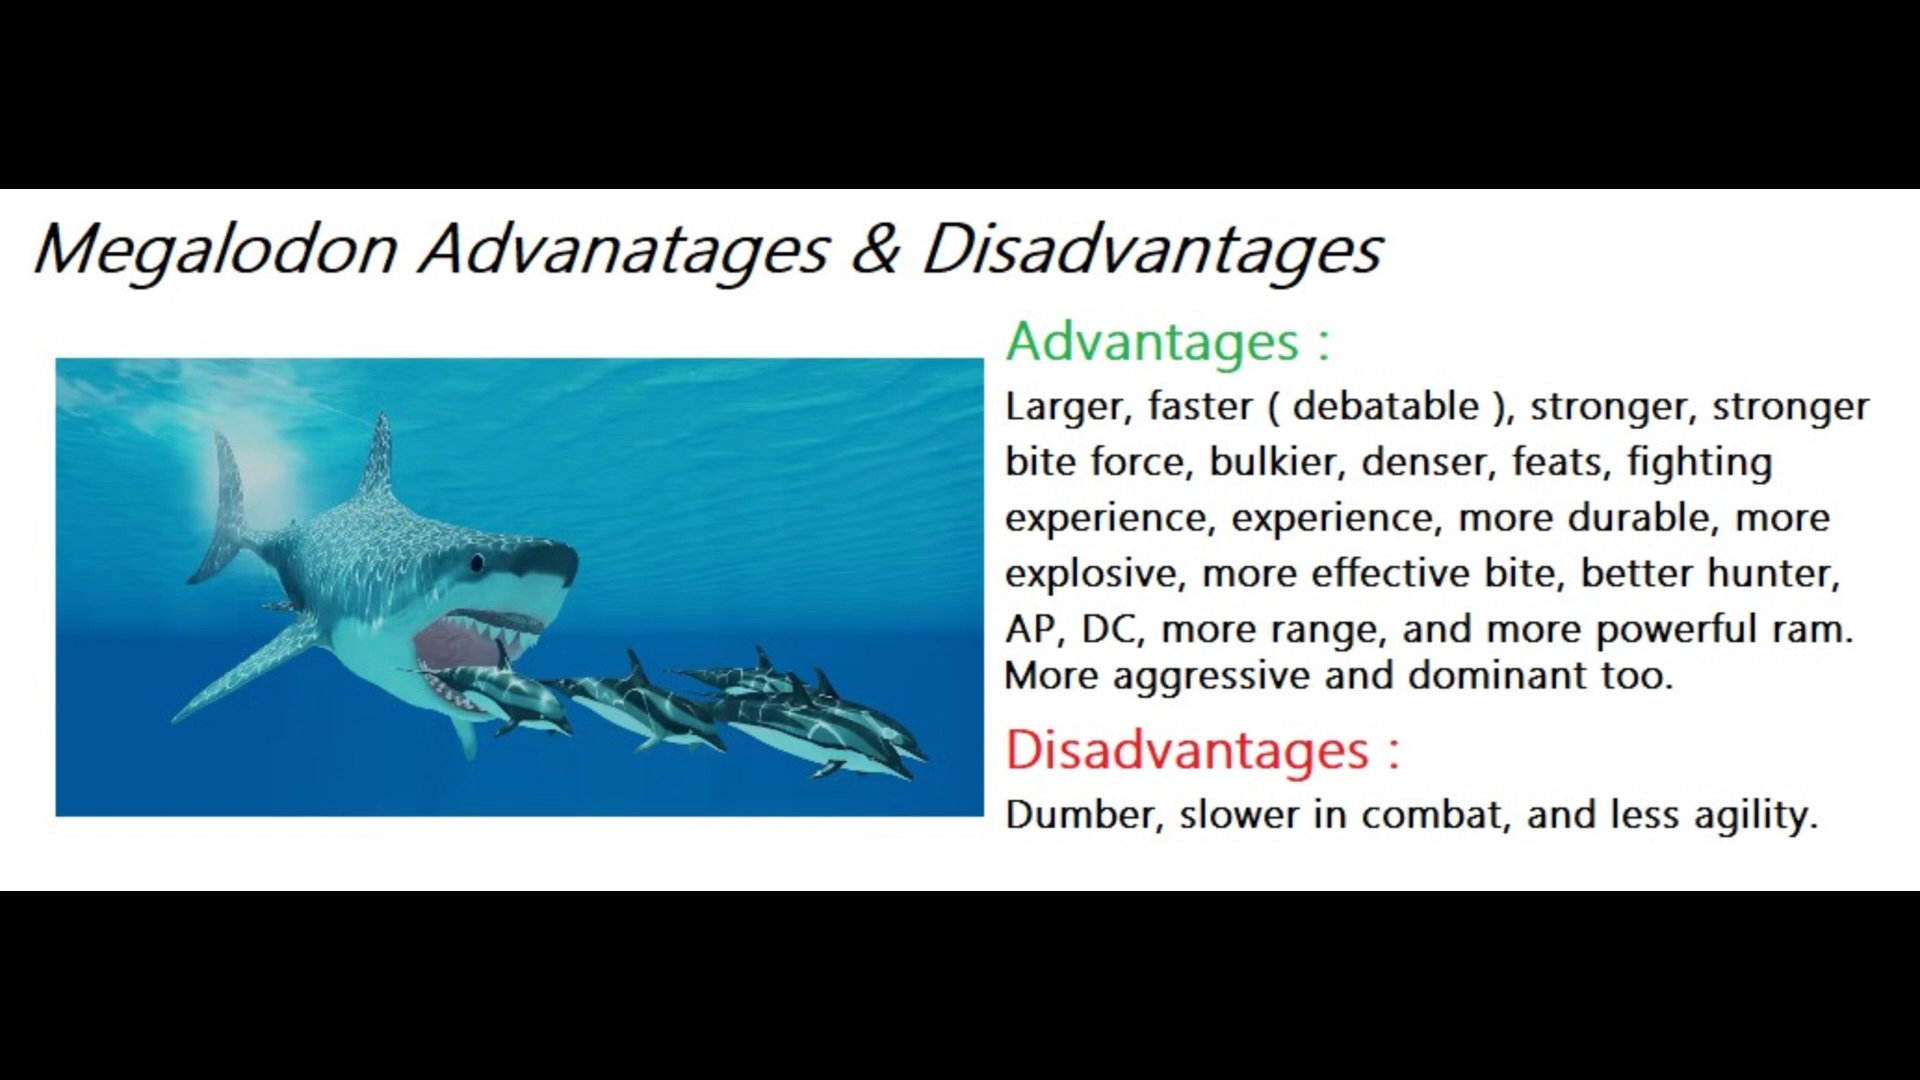 Megalodon Advanatages & Disadvantages
Advantages :
Larger, faster ( debatable ), stronger, stronger
bite force, bulkier, denser, feats, fighting
experience, experience, more durable, more
explosive, more effective bite, better hunter,
AP, DC, more range, and more powerful ram.
More aggressive and dominant too.
Disadvantages :
Dumber, slower in combat, and less agility.